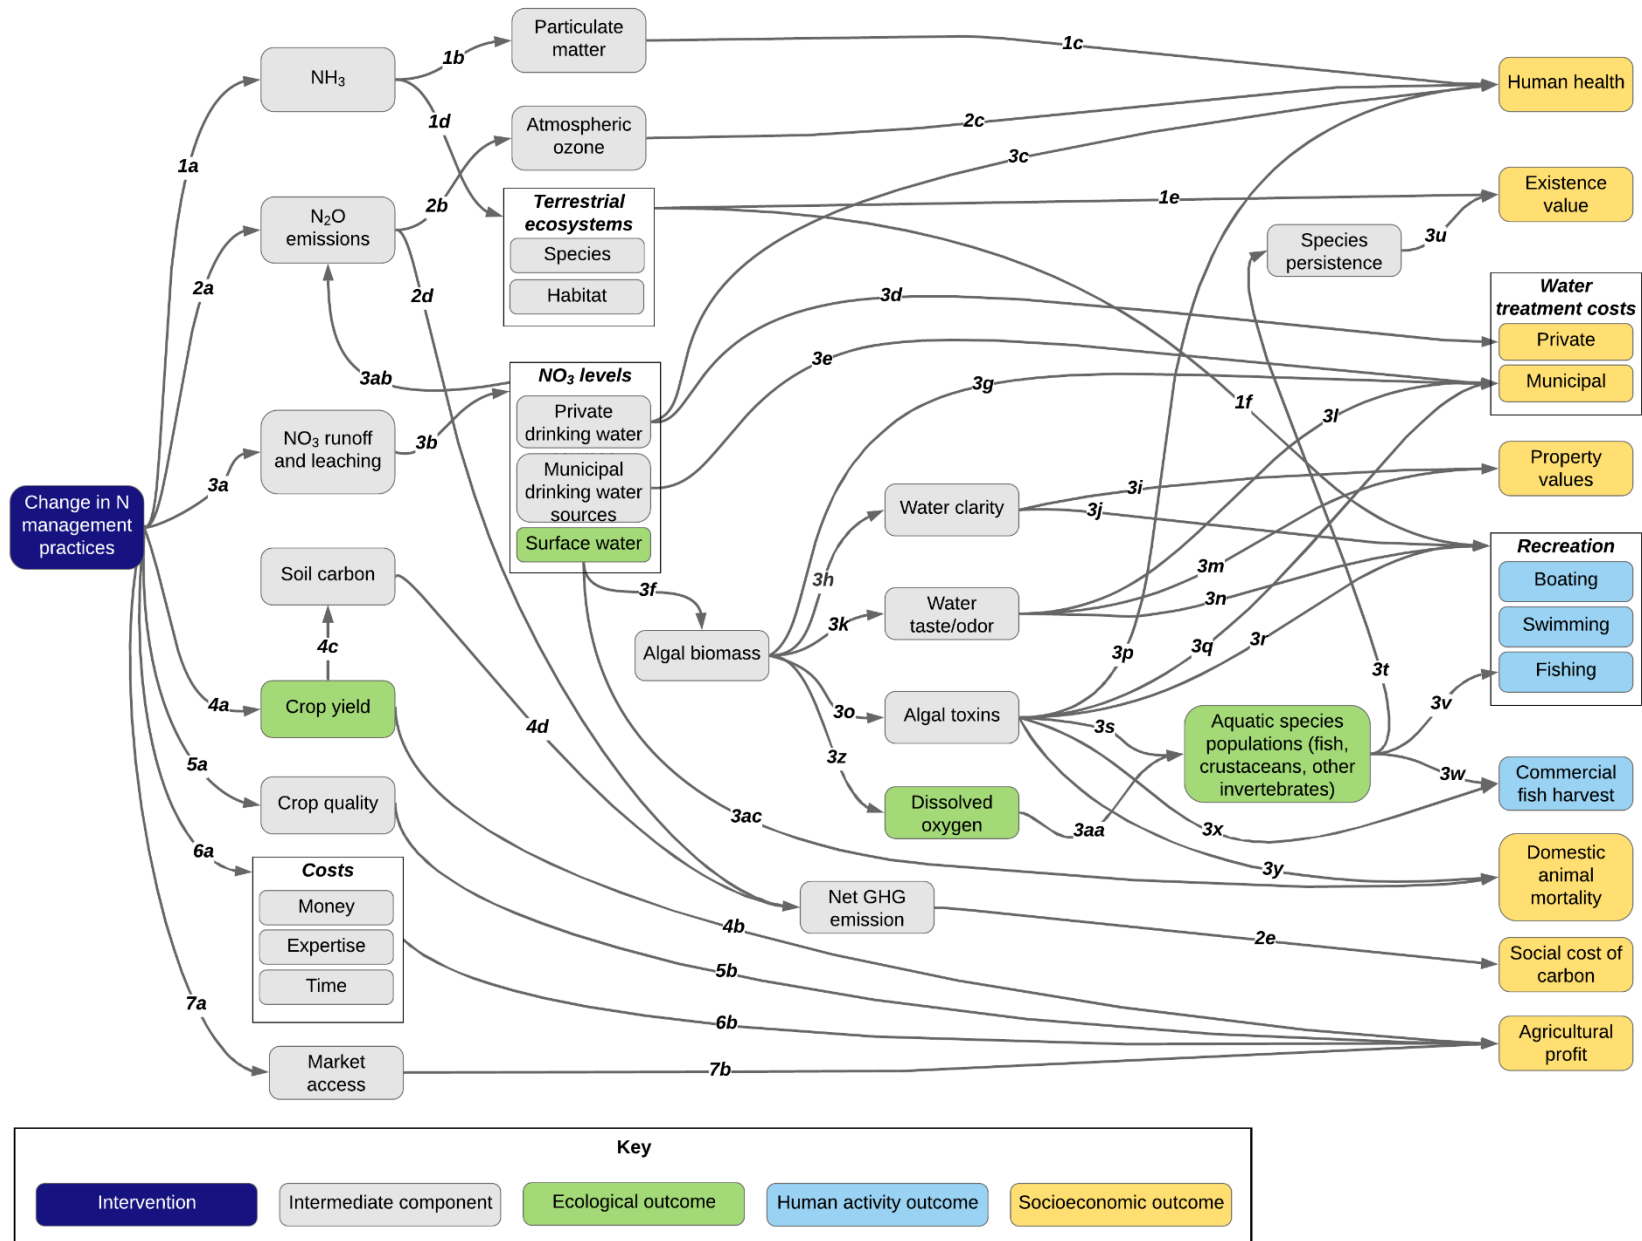 Particulate
matter
1b
1c
NH₃
Human health
1d
Atmospheric
ozone
2c
3c
1a
Terrestrial
ecosystems
Species
Habitat
1e
Existence
value
2b
N₂O
emissions
3u
Species
persistence
2a
2d
3d
Water
treatment costs
Private
Municipal
3ab
3e
3g
NO₃ levels
Private
drinking water
Municipal
drinking water
sources
Surface water
1f
3l
NO₃ runoff
and leaching
3b
Property
values
3a
3i
Water clarity
3j
Change in N
management
practices
Recreation
Boating
Swimming
Fishing
Soil carbon
3h
3m
3f
3n
Water
taste/odor
3k
4c
Algal biomass
3p
3q
3r
3t
4a
Crop yield
4d
3o
Algal toxins
3s
Aquatic species
populations (fish,
crustaceans, other
invertebrates)
3v
3z
5a
3w
Commercial
fish harvest
Crop quality
3ac
Dissolved
oxygen
3aa
3x
6a
Costs
Money
Expertise
Time
3y
Domestic
animal
mortality
Net GHG
emission
4b
2e
Social cost of
carbon
5b
7a
6b
Agricultural
profit
Market
access
7b
Key
Intervention
Intermediate component
Ecological outcome
Human activity outcome
Socioeconomic outcome